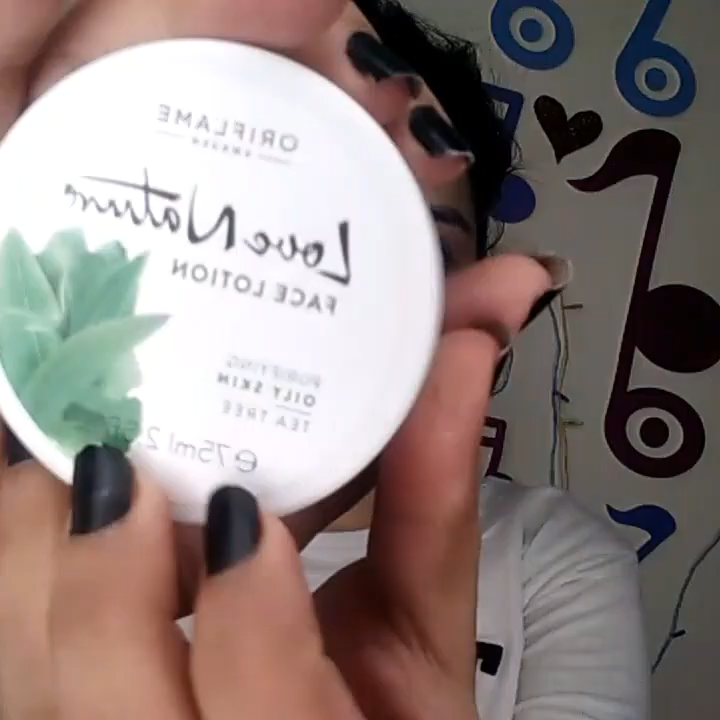 ORIFLAME
SWEDEN
Love Nature
FACE LOTION
PURIFYING
OILY SKIN
TEA TREE
℮75ml